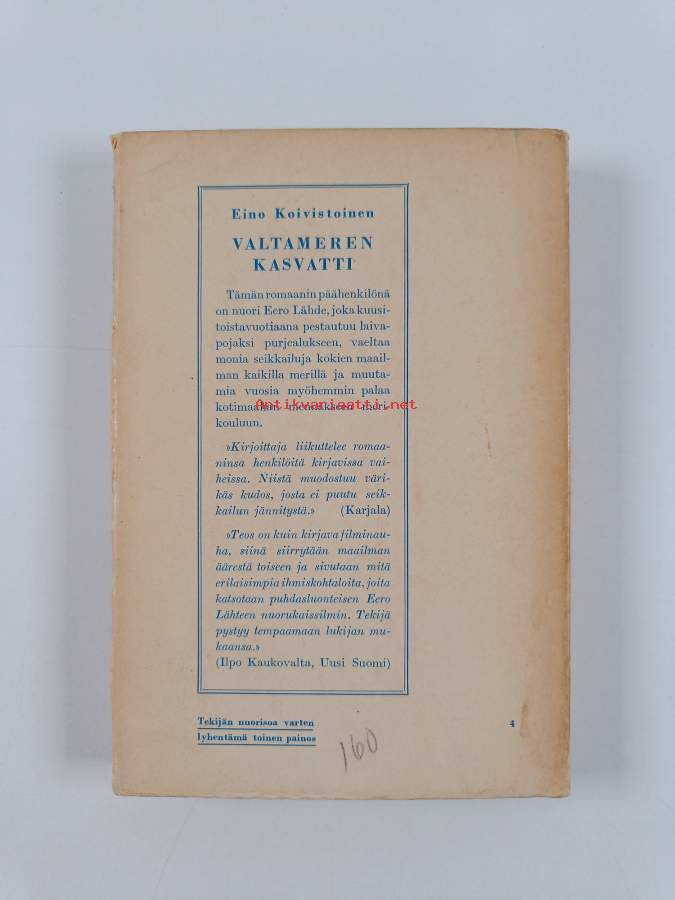 Eino Koivistoinen
VALTAMEREN
KASVATTI
Tämän romaanin päähenkilönä
on nuori Eero Lähde, joka kuusi-
toistavuotiaana pestautuu laiva-
pojaksi purjealukseen, vaeltaa
monia seikkailuja kokien maail-
man kaikilla merillä ja muuta-
mia vuosia myöhemmin palaa
kotimaahan mennäkseen meri-
Antikvariaatti.net
kouluun.
»Kirjoittaja liikuttelee romaa-
ninsa henkilöitä kirjavissa vai-
heissa. Niistä muodostuu väri-
käs kudos, josta ei puutu seik-
kailun jännitystä.» (Karjala)
»Teos on kuin kirjava filminau-
ha, siinä siirrytään maailman
äärestä toiseen ja sivutaan mitä
erilaisimpia ihmiskohtaloita, joita
katsotaan puhdasluonteisen Eero
Lähteen nuorukaissilmin. Tekijä
pystyy tempaamaan lukijan mu-
kaansa.»
(Ilpo Kaukovalta, Uusi Suomi)
Tekijän nuorisoa varten
lyhentämä toinen painos
4
160